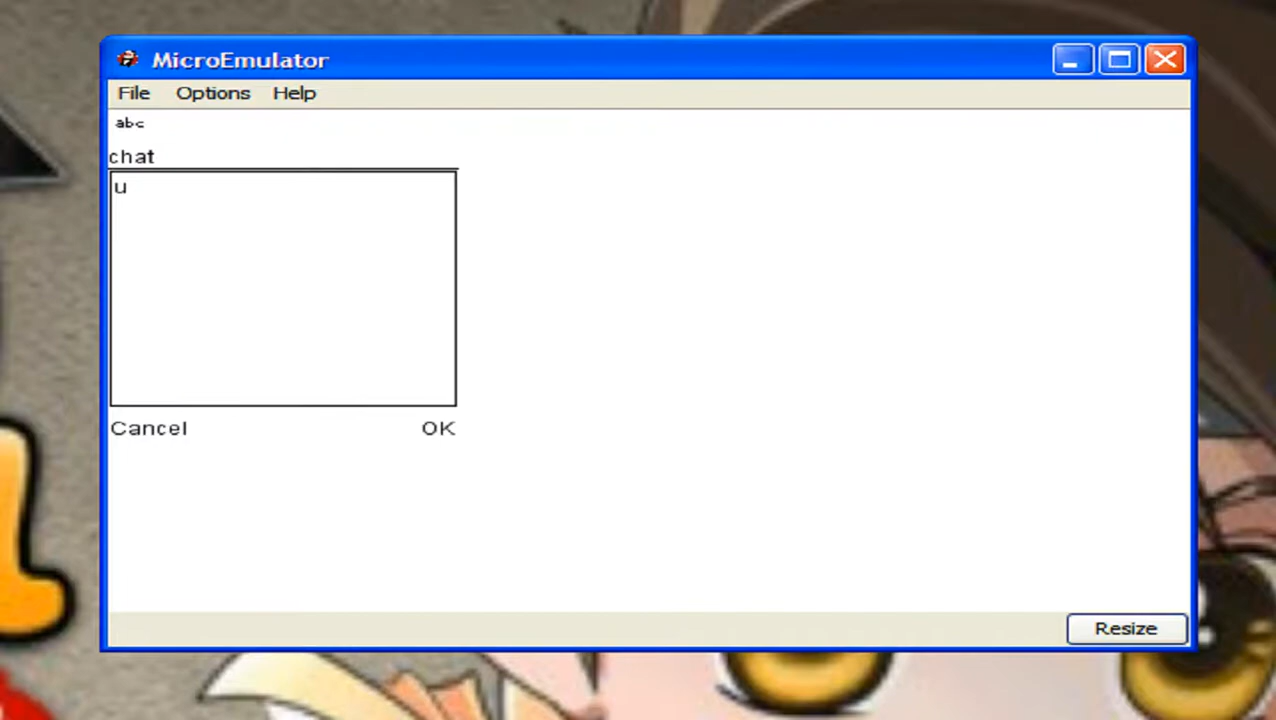 MicroEmulator
File Options Help
abc
chat
u
Cancel OK
Resize